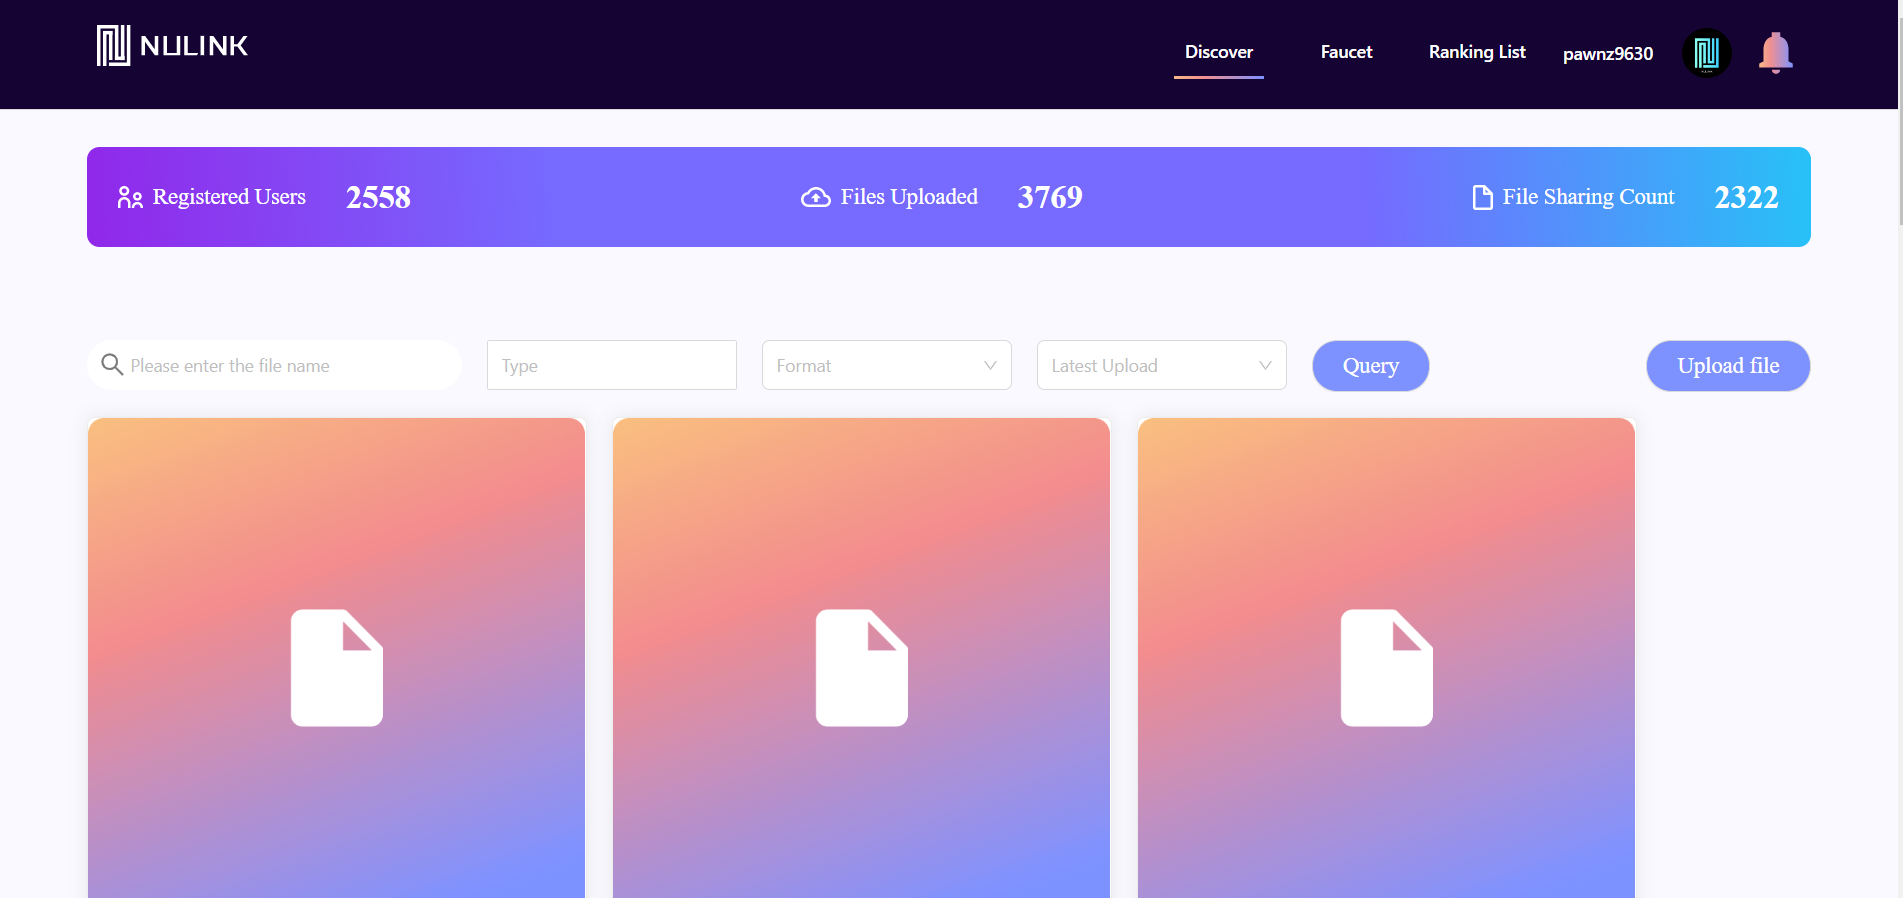 NULINK
Discover Faucet Ranking List pawnz9630
Registered Users 2558 Files Uploaded 3769 File Sharing Count 2322
Please enter the file name Type Format Latest Upload Query Upload file